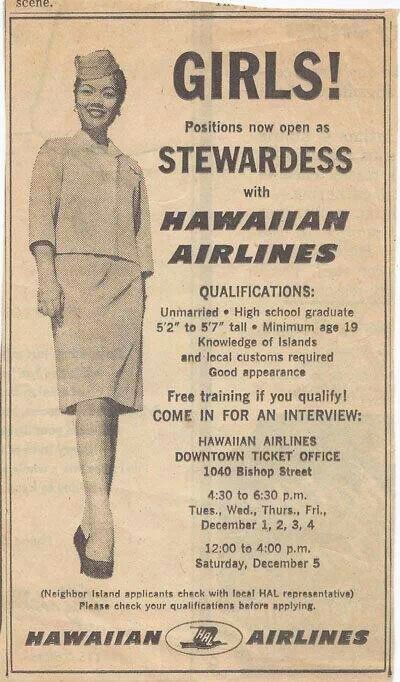 scene.
GIRLS!
Positions now open as
STEWARDESS
with
HAWAIIAN
AIRLINES
QUALIFICATIONS:
Unmarried • High school graduate
5'2" to 5'7" tall • Minimum age 19
Knowledge of Islands
and local customs required
Good appearance
Free training if you qualify!
COME IN FOR AN INTERVIEW:
HAWAIIAN AIRLINES
DOWNTOWN TICKET OFFICE
1040 Bishop Street
4:30 to 6:30 p.m.
Tues., Wed., Thurs., Fri.,
December 1, 2, 3, 4
12:00 to 4:00 p.m.
Saturday, December 5
(Neighbor Island applicants check with local HAL representative)
Please check your qualifications before applying.
HAWAIIAN HAL AIRLINES